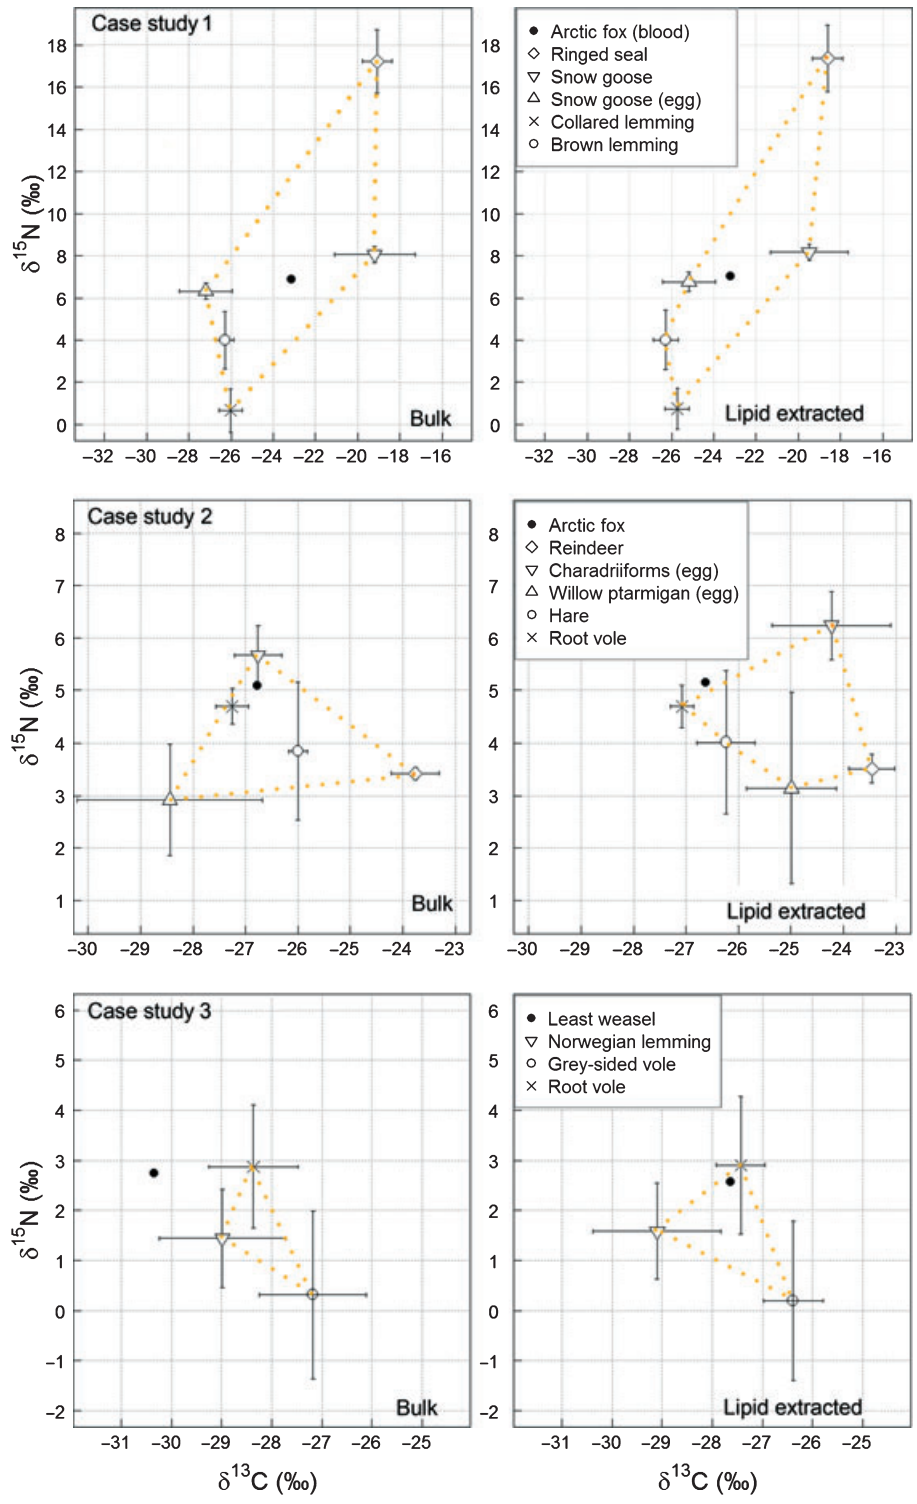 Case study 1
18
16
14
12
10
8
6
4
2
0
δ15N (‰)
Bulk
−32 −30 −28 −26 −24 −22 −20 −18 −16
18
16
14
12
10
8
6
4
2
0
Arctic fox (blood)
Ringed seal
Snow goose
Snow goose (egg)
Collared lemming
Brown lemming
Lipid extracted
−32 −30 −28 −26 −24 −22 −20 −18 −16
Case study 2
8
7
6
5
4
3
2
1
δ15N (‰)
Bulk
−30 −29 −28 −27 −26 −25 −24 −23
8
7
6
5
4
3
2
1
Arctic fox
Reindeer
Charadriiforms (egg)
Willow ptarmigan (egg)
Hare
Root vole
Lipid extracted
−30 −29 −28 −27 −26 −25 −24 −23
Case study 3
6
5
4
3
2
1
0
−1
−2
δ15N (‰)
Bulk
−31 −30 −29 −28 −27 −26 −25
δ13C (‰)
6
5
4
3
2
1
0
−1
−2
Least weasel
Norwegian lemming
Grey-sided vole
Root vole
Lipid extracted
−31 −30 −29 −28 −27 −26 −25
δ13C (‰)